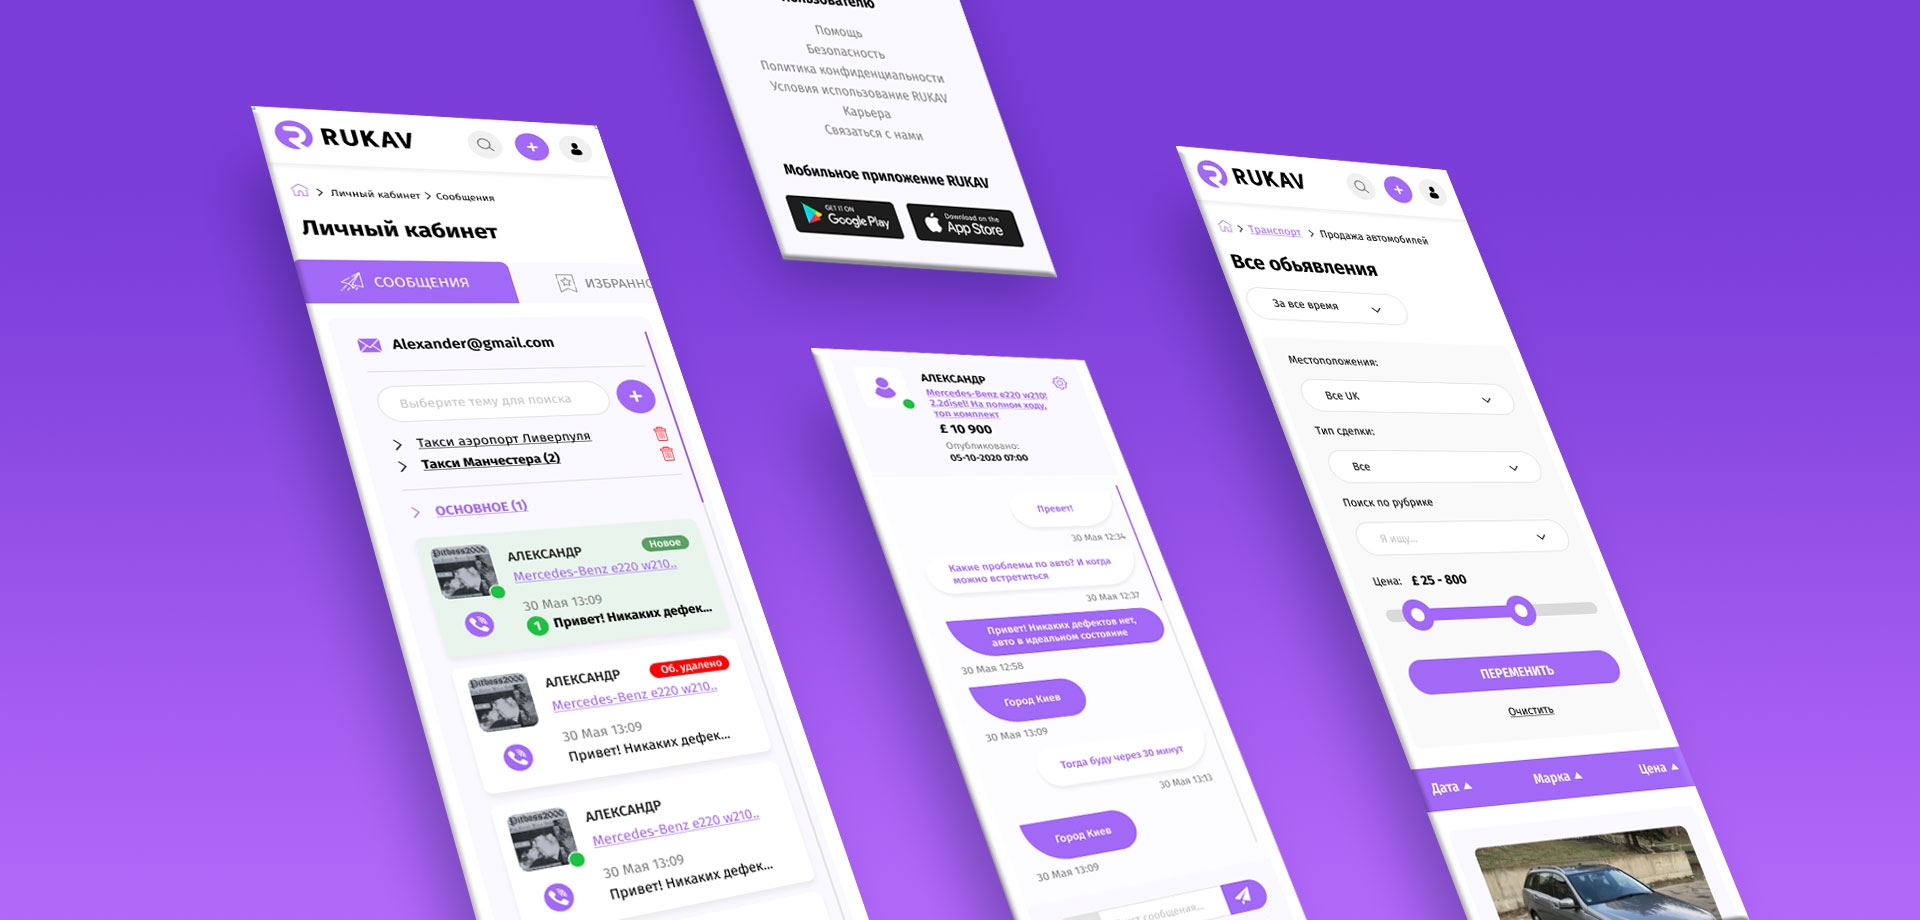 RUKAV
Личный кабинет > Сообщения
Личный кабинет
СООБЩЕНИЯ
ИЗБРАННО
Alexander@gmail.com
Выберите тему для поиска
Такси аэропорт Ливерпуля
Такси Манчестера (2)
ОСНОВНОЕ (1)
Pitboss2000
АЛЕКСАНДР
Новое
Mercedes-Benz e220 w210..
30 Мая 13:09
1 Привет! Никаких дефек...
Pitboss2000
АЛЕКСАНДР
Об. удалено
Mercedes-Benz e220 w210..
30 Мая 13:09
Привет! Никаких дефек...
Pitboss2000
АЛЕКСАНДР
Mercedes-Benz e220 w210..
30 Мая 13:09
Привет! Никаких дефек...
Пользователю
Помощь
Безопасность
Политика конфиденциальности
Условия использование RUKAV
Карьера
Связаться с нами
Мобильное приложение RUKAV
GET IT ON
Google Play
Download on the
App Store
АЛЕКСАНДР
Mercedes-Benz e220 w210!
2.2disel! На полном ходу,
топ комплект
£ 10 900
Опубликовано:
05-10-2020 07:00
Превет!
30 Мая 12:34
Какие проблемы по авто? И когда
можно встретиться
30 Мая 12:37
Привет! Никаких дефектов нет,
авто в идеальном состояние
30 Мая 12:58
Город Киев
30 Мая 13:09
Тогда буду через 30 минут
30 Мая 13:13
Город Киев
30 Мая 13:09
сообщения...
RUKAV
> Транспорт > Продажа автомобилей
Все обьявления
За все время
Местоположения:
Все UK
Тип сделки:
Все
Поиск по рубрике
Я ищу...
Цена: £ 25 - 800
ПЕРЕМЕНИТЬ
Очистить
Дата ▲ Марка ▲ Цена ▲